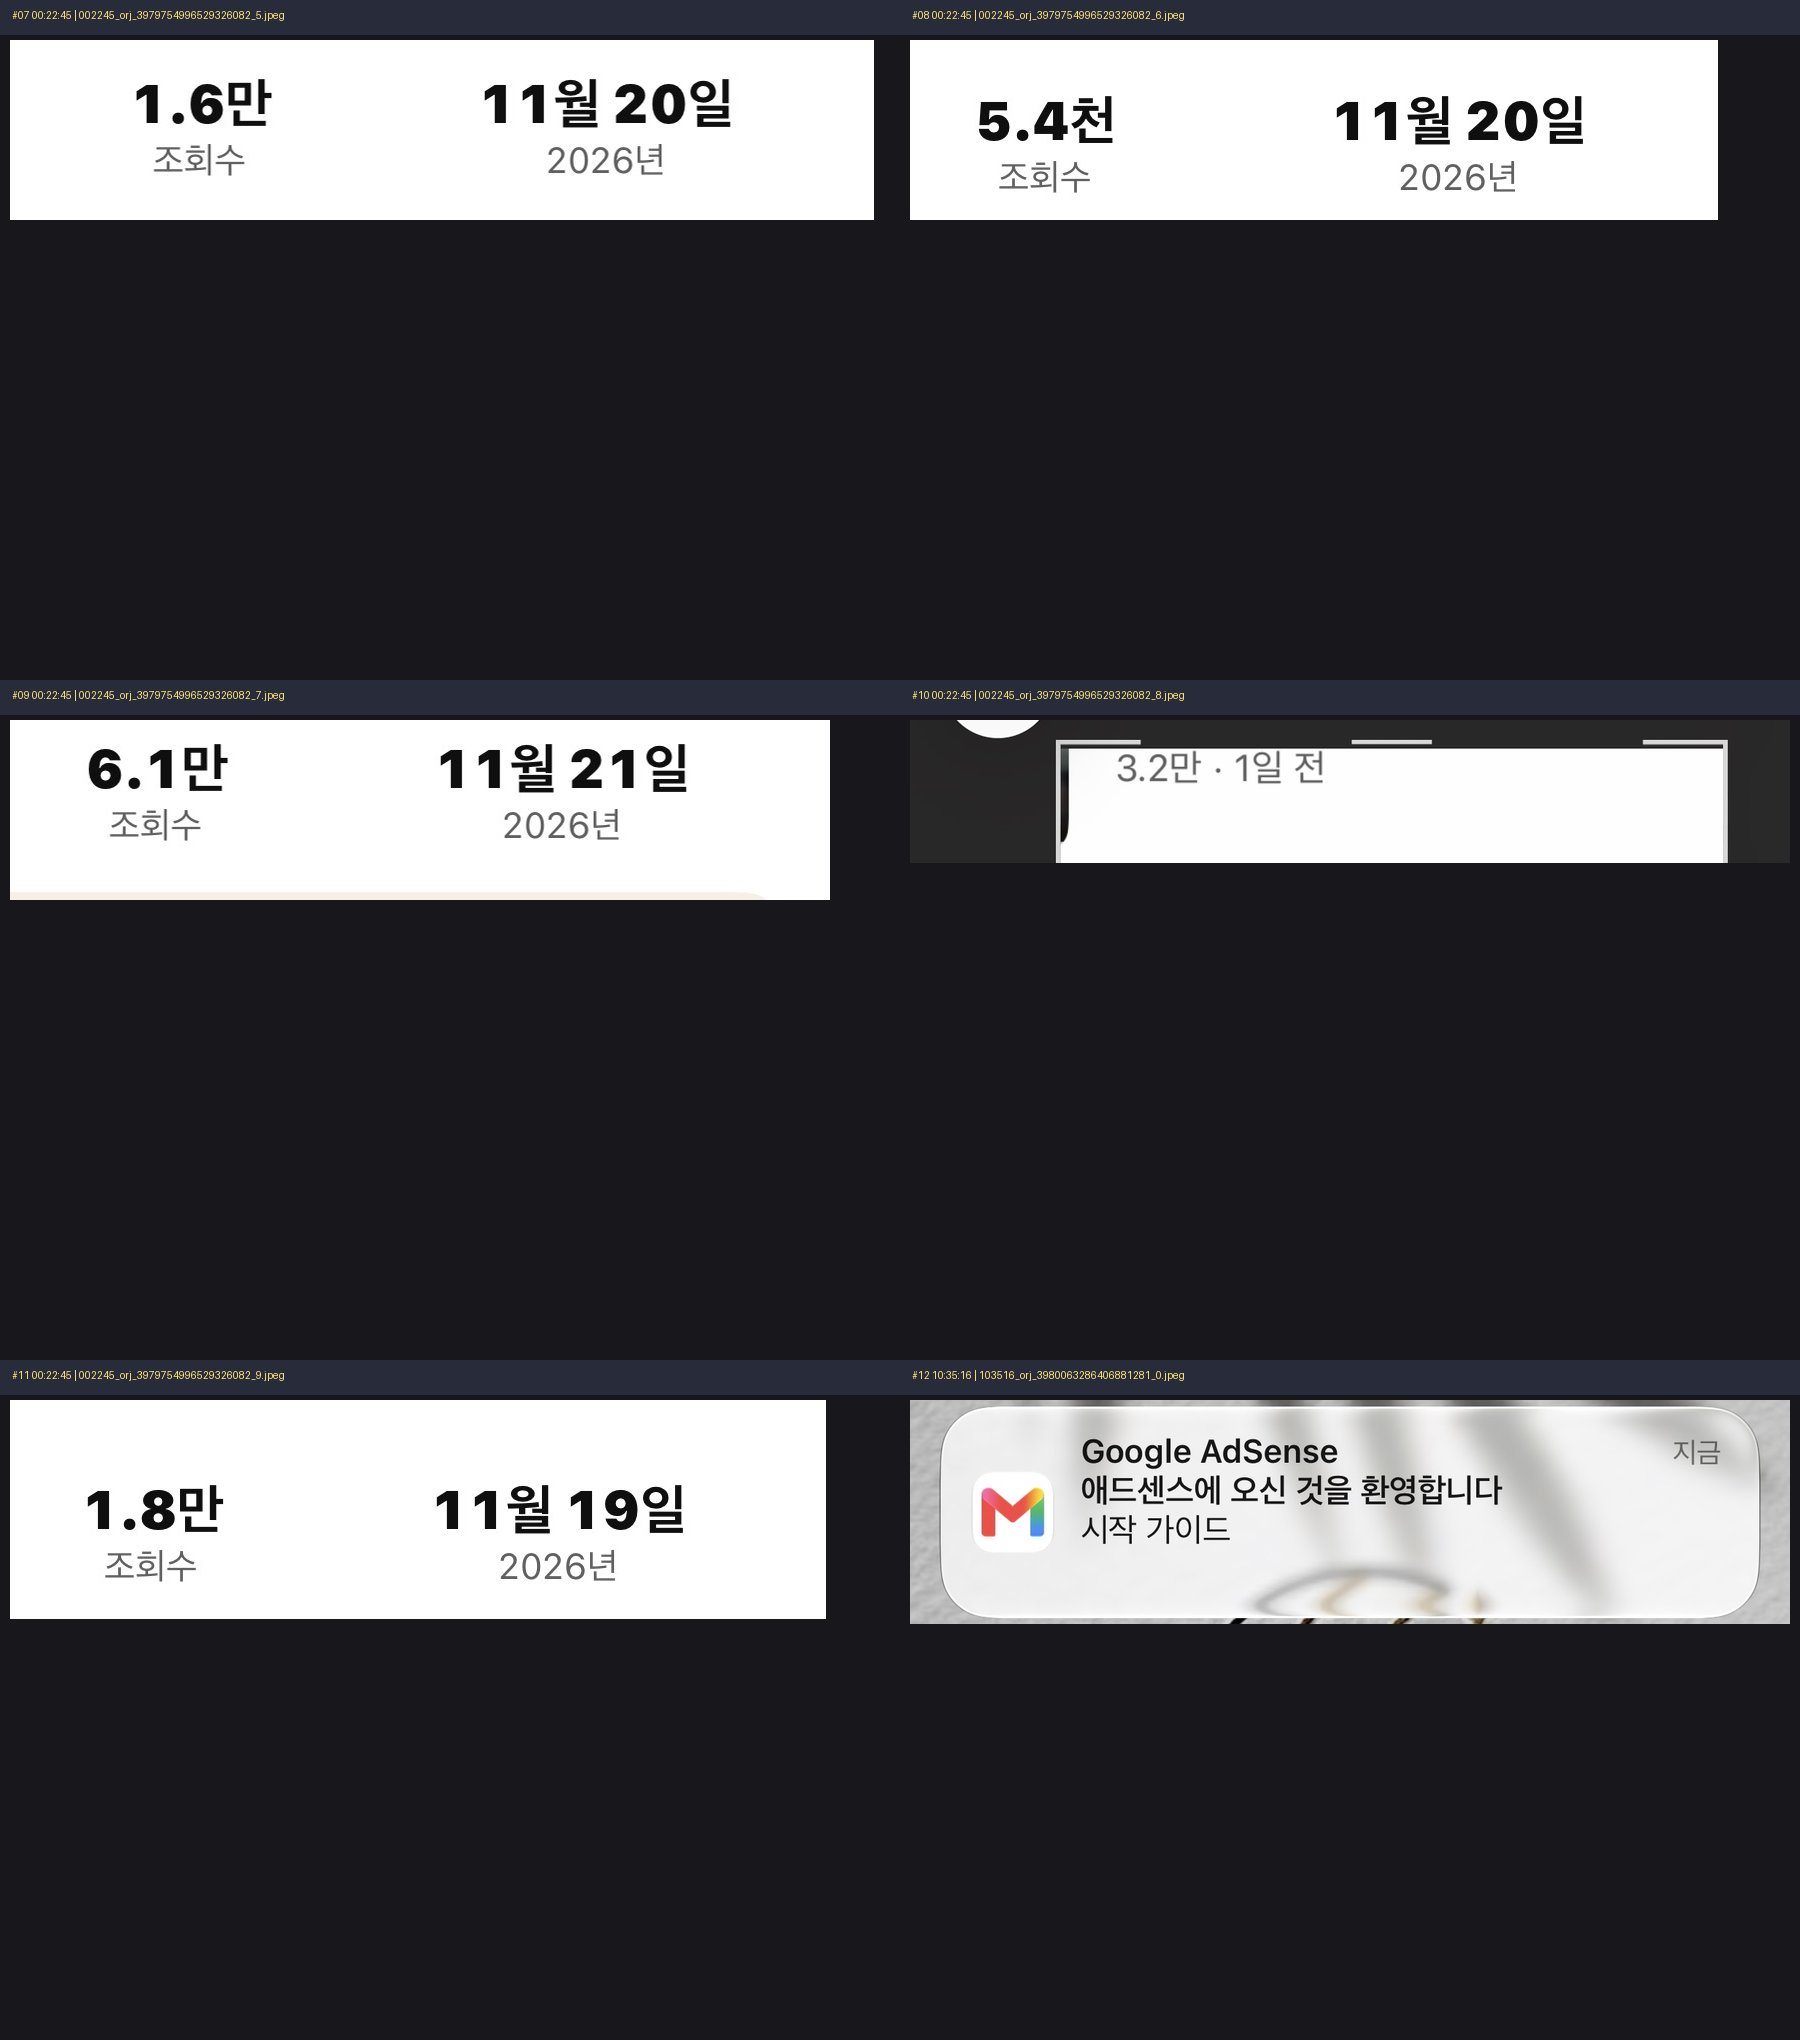 #07 00:22:45 | 002245_orj_3979754996529326082_5.jpeg
1.6만
11월 20일
조회수
2026년
#08 00:22:45 | 002245_orj_3979754996529326082_6.jpeg
5.4천
11월 20일
조회수
2026년
#09 00:22:45 | 002245_orj_3979754996529326082_7.jpeg
6.1만
11월 21일
조회수
2026년
#10 00:22:45 | 002245_orj_3979754996529326082_8.jpeg
3.2만 · 1일 전
#11 00:22:45 | 002245_orj_3979754996529326082_9.jpeg
1.8만
11월 19일
조회수
2026년
#12 10:35:16 | 103516_orj_3980063286406881281_0.jpeg
Google AdSense
지금
애드센스에 오신 것을 환영합니다
시작 가이드